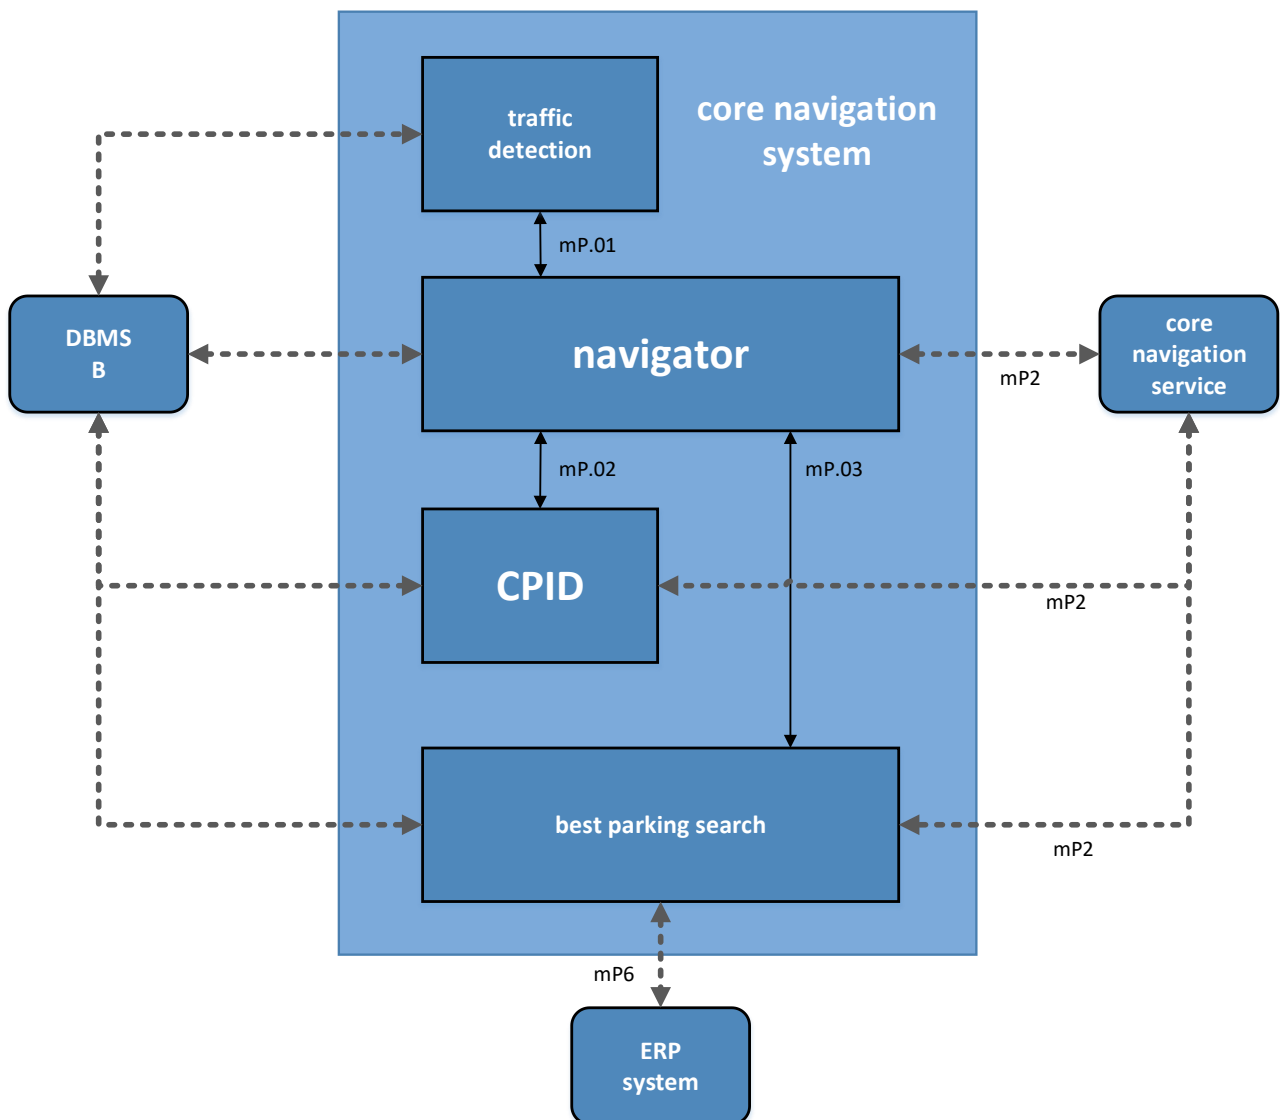 core navigation
system
traffic
detection
mP.01
DBMS
B
navigator
mP2
core
navigation
service
mP.02
mP.03
CPID
mP2
best parking search
mP2
mP6
ERP
system